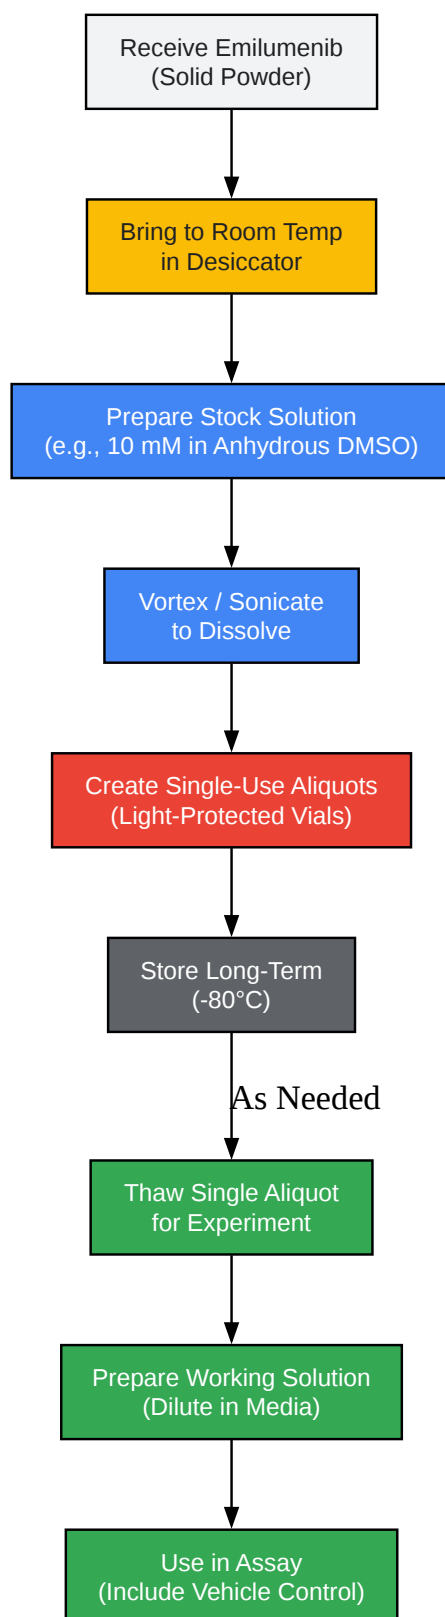 Receive Emilumenib
(Solid Powder)
Bring to Room Temp
in Desiccator
Prepare Stock Solution
(e.g., 10 mM in Anhydrous DMSO)
Vortex / Sonicate
to Dissolve
Create Single-Use Aliquots
(Light-Protected Vials)
Store Long-Term
(-80°C)
As Needed
Thaw Single Aliquot
for Experiment
Prepare Working Solution
(Dilute in Media)
Use in Assay
(Include Vehicle Control)